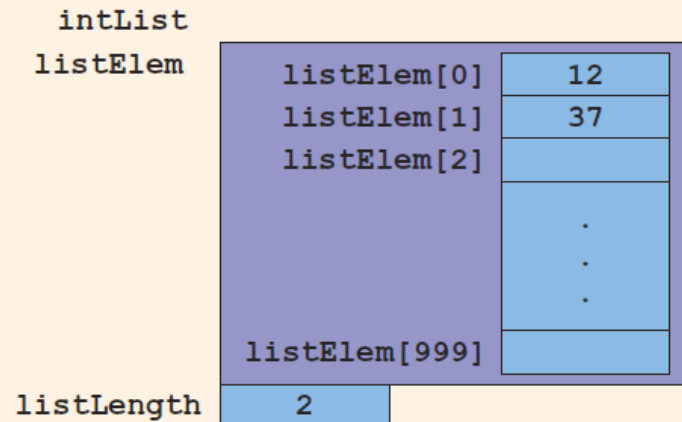 intList
listElem
listElem[0] 12
listElem[1] 37
listElem[2]
.
.
.
listElem[999]
listLength 2